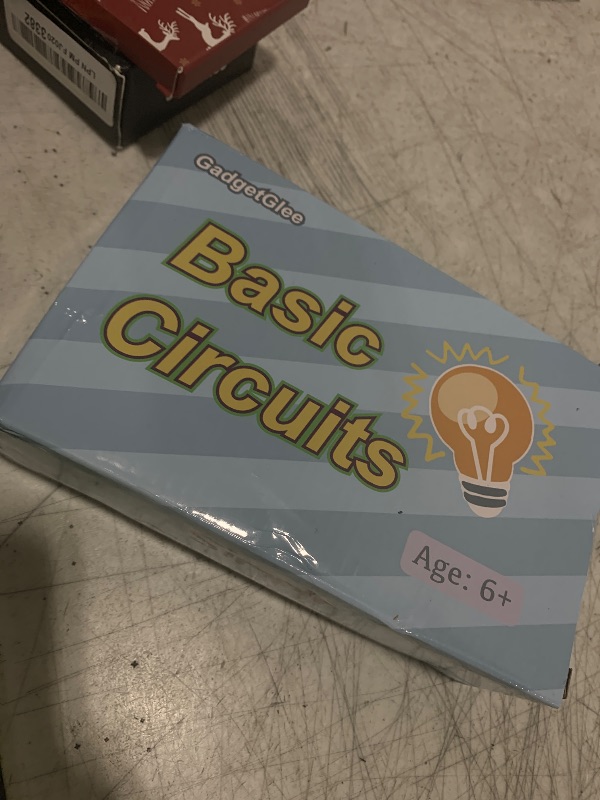 GadgetGlee
Basic
Circuits
Age: 6+